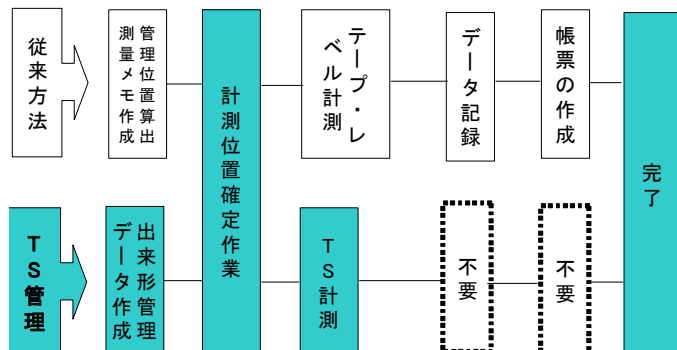 従来方法
管理位置算出
測量メモ作成
計測位置確定作業
テープ・レ
ベル計測
データ記録
帳票の作成
完了
TS管理
出来形管理
データ作成
TS計測
不要
不要